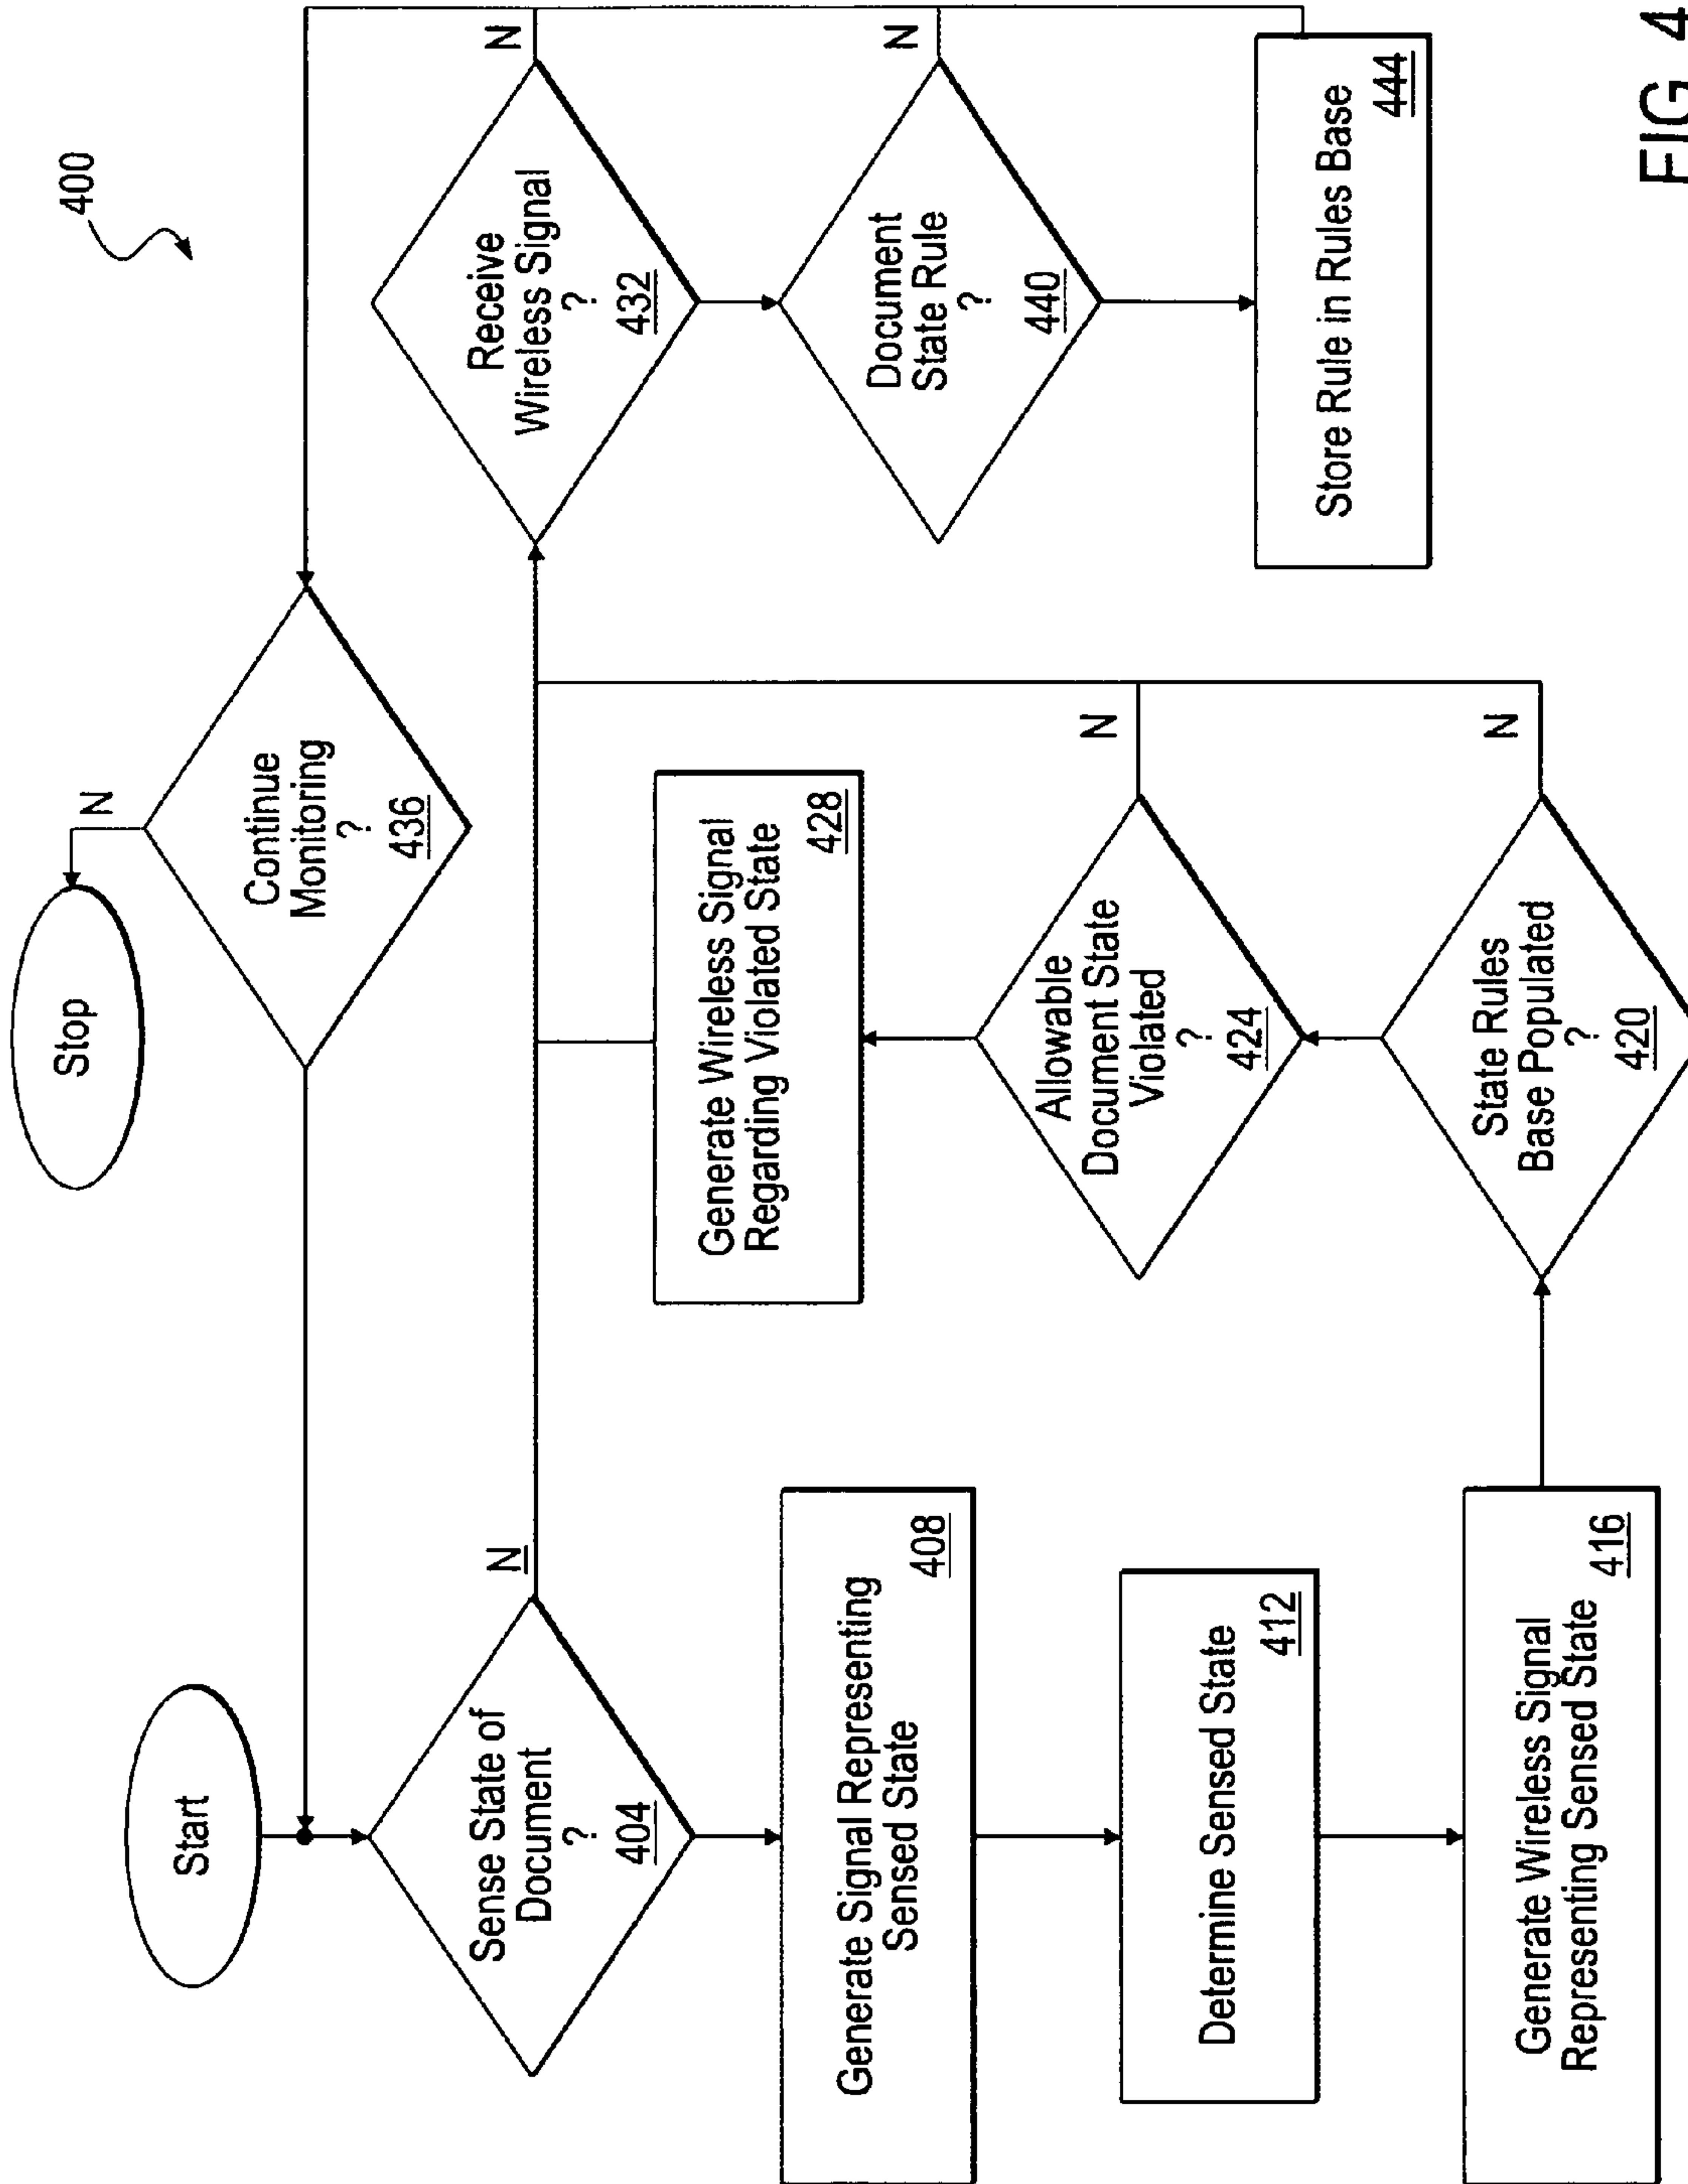 400
Start
Stop
N
Continue
Monitoring
?
436
Sense State of
Document
?
404
N
Receive
Wireless Signal
?
432
N
Generate Signal Representing
Sensed State
408
Generate Wireless Signal
Regarding Violated State
428
Document
State Rule
?
440
N
Determine Sensed State
412
Allowable
Document State
Violated
?
424
N
Store Rule in Rules Base
444
Generate Wireless Signal
Representing Sensed State
416
State Rules
Base Populated
?
420
N
FIG 4